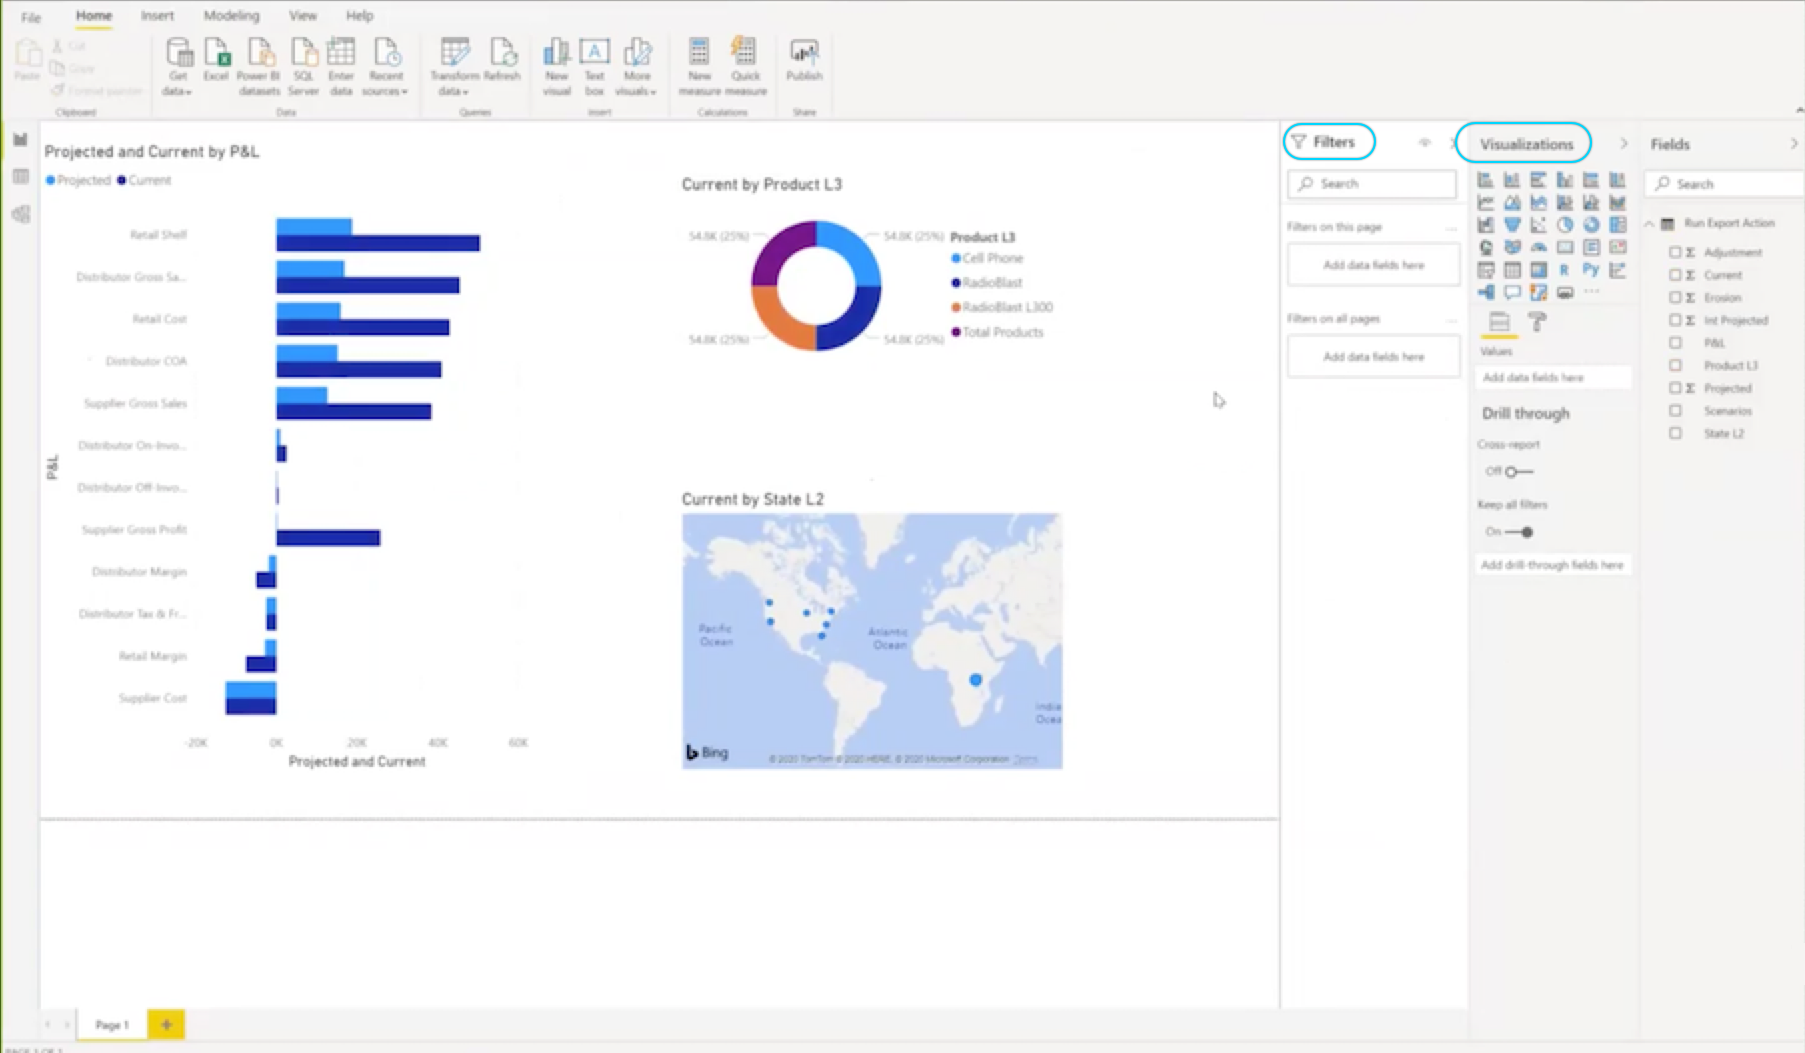 File Home Insert Modeling View Help
Paste
Cut
Copy
Format painter
Clipboard
Get data
Excel
Power BI datasets
SQL Server
Enter data
Recent sources
Data
Transform data
Refresh
Queries
New visual
Text box
More visuals
Insert
New measure
Quick measure
Calculations
Publish
Share
Projected and Current by P&L
Projected Current
Retail Shelf
Distributor Gross Sa...
Retail Cost
Distributor COA
Supplier Gross Sales
Distributor On-Invo...
Distributor Off-Invo...
Supplier Gross Profit
Distributor Margin
Distributor Tax & Fr...
Retail Margin
Supplier Cost
P&L
-20K 0K 20K 40K 60K
Projected and Current
Current by Product L3
54.8K (25%) 54.8K (25%)
54.8K (25%) 54.8K (25%)
Product L3
Cell Phone
RadioBlast
RadioBlast L300
Total Products
Current by State L2
Pacific
Ocean
Atlantic
Ocean
India
Ocea
Bing
© 2020 TomTom © 2020 HERE, © 2020 Microsoft Corporation Terms
Filters
Search
Filters on this page ...
Add data fields here
Filters on all pages ...
Add data fields here
Visualizations
R Py
...
Values
Add data fields here
Drill through
Cross-report
Off
Keep all filters
On
Add drill-through fields here
Fields
Search
Run Export Action
Σ Adjustment
Σ Current
Σ Erosion
Σ Int Projected
P&L
Product L3
Σ Projected
Scenarios
State L2
Page 1 +
PAGE 1 OF 1